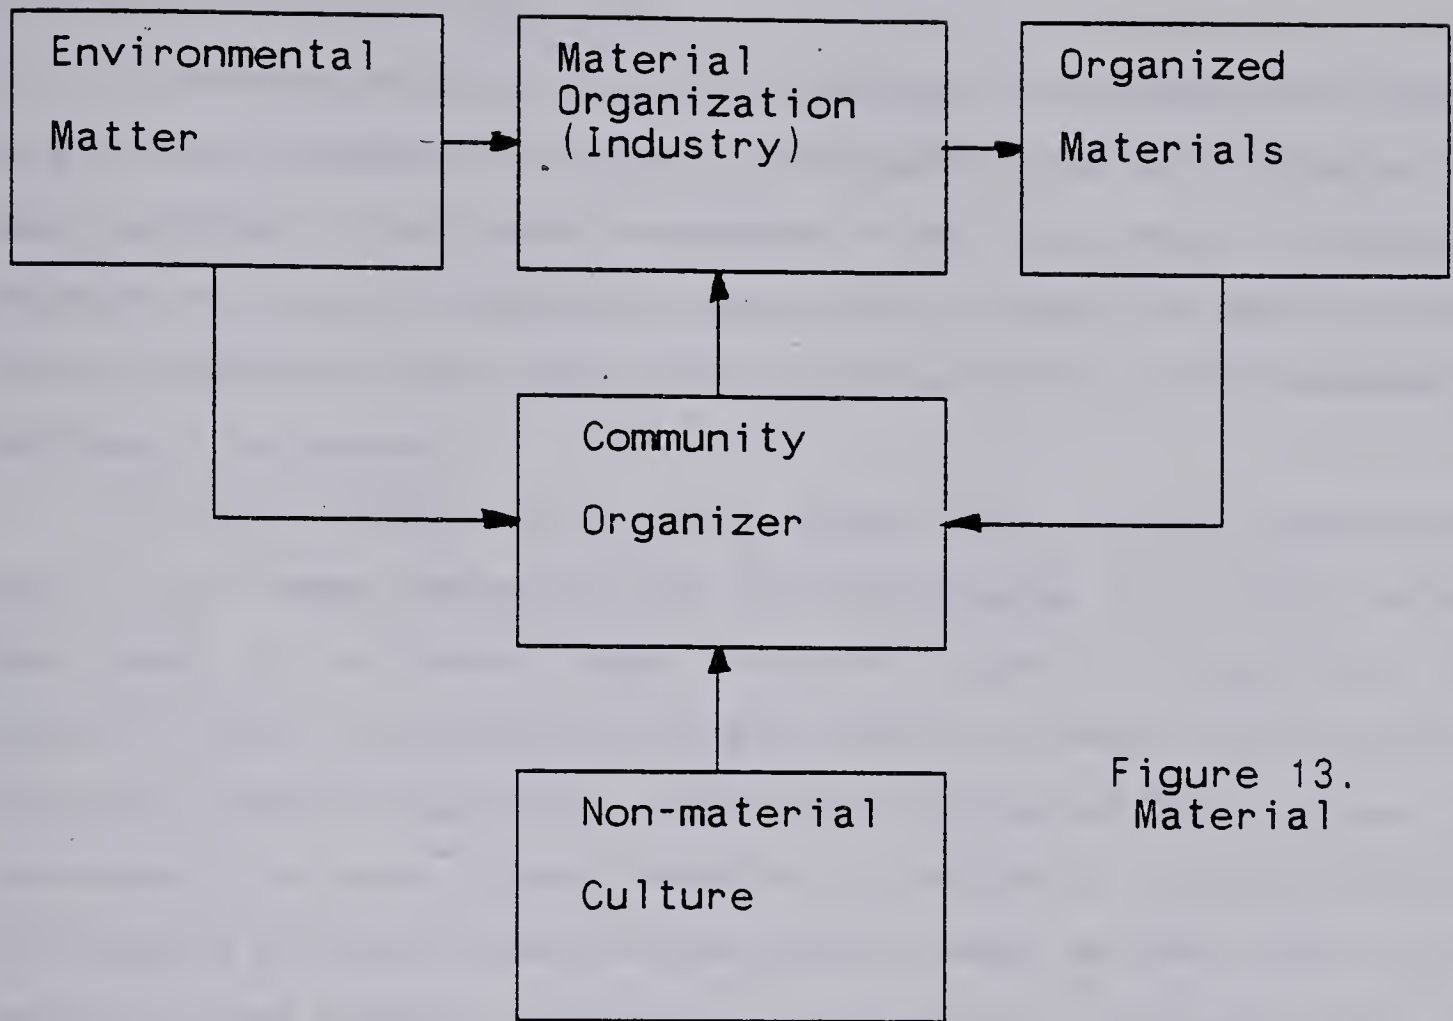 Environmental
Matter
Material
Organization
(Industry)
Organized
Materials
Community
Organizer
Non-material
Culture
Figure 13.
Material